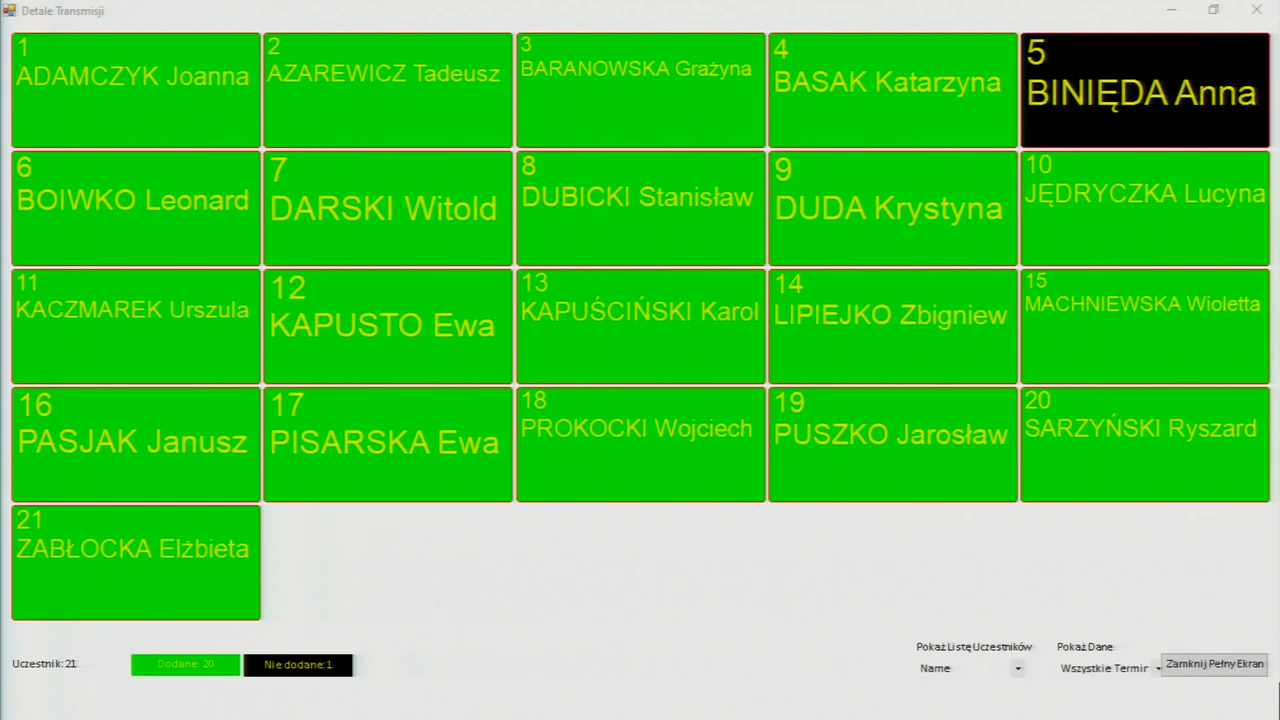 Detale Transmisji
1
ADAMCZYK Joanna
2
AZAREWICZ Tadeusz
3
BARANOWSKA Grażyna
4
BASAK Katarzyna
5
BINIĘDA Anna
6
BOIWKO Leonard
7
DARSKI Witold
8
DUBICKI Stanisław
9
DUDA Krystyna
10
JĘDRYCZKA Lucyna
11
KACZMAREK Urszula
12
KAPUSTO Ewa
13
KAPUŚCIŃSKI Karol
14
LIPIEJKO Zbigniew
15
MACHNIEWSKA Wioletta
16
PASJAK Janusz
17
PISARSKA Ewa
18
PROKOCKI Wojciech
19
PUSZKO Jarosław
20
SARZYŃSKI Ryszard
21
ZABŁOCKA Elżbieta
Uczestnik: 21
Dodane: 20
Nie dodane:1
Pokaż Listę Uczestników
Name
Pokaż Dane
Wszystkie Termir
Zamknij Pełny Ekran